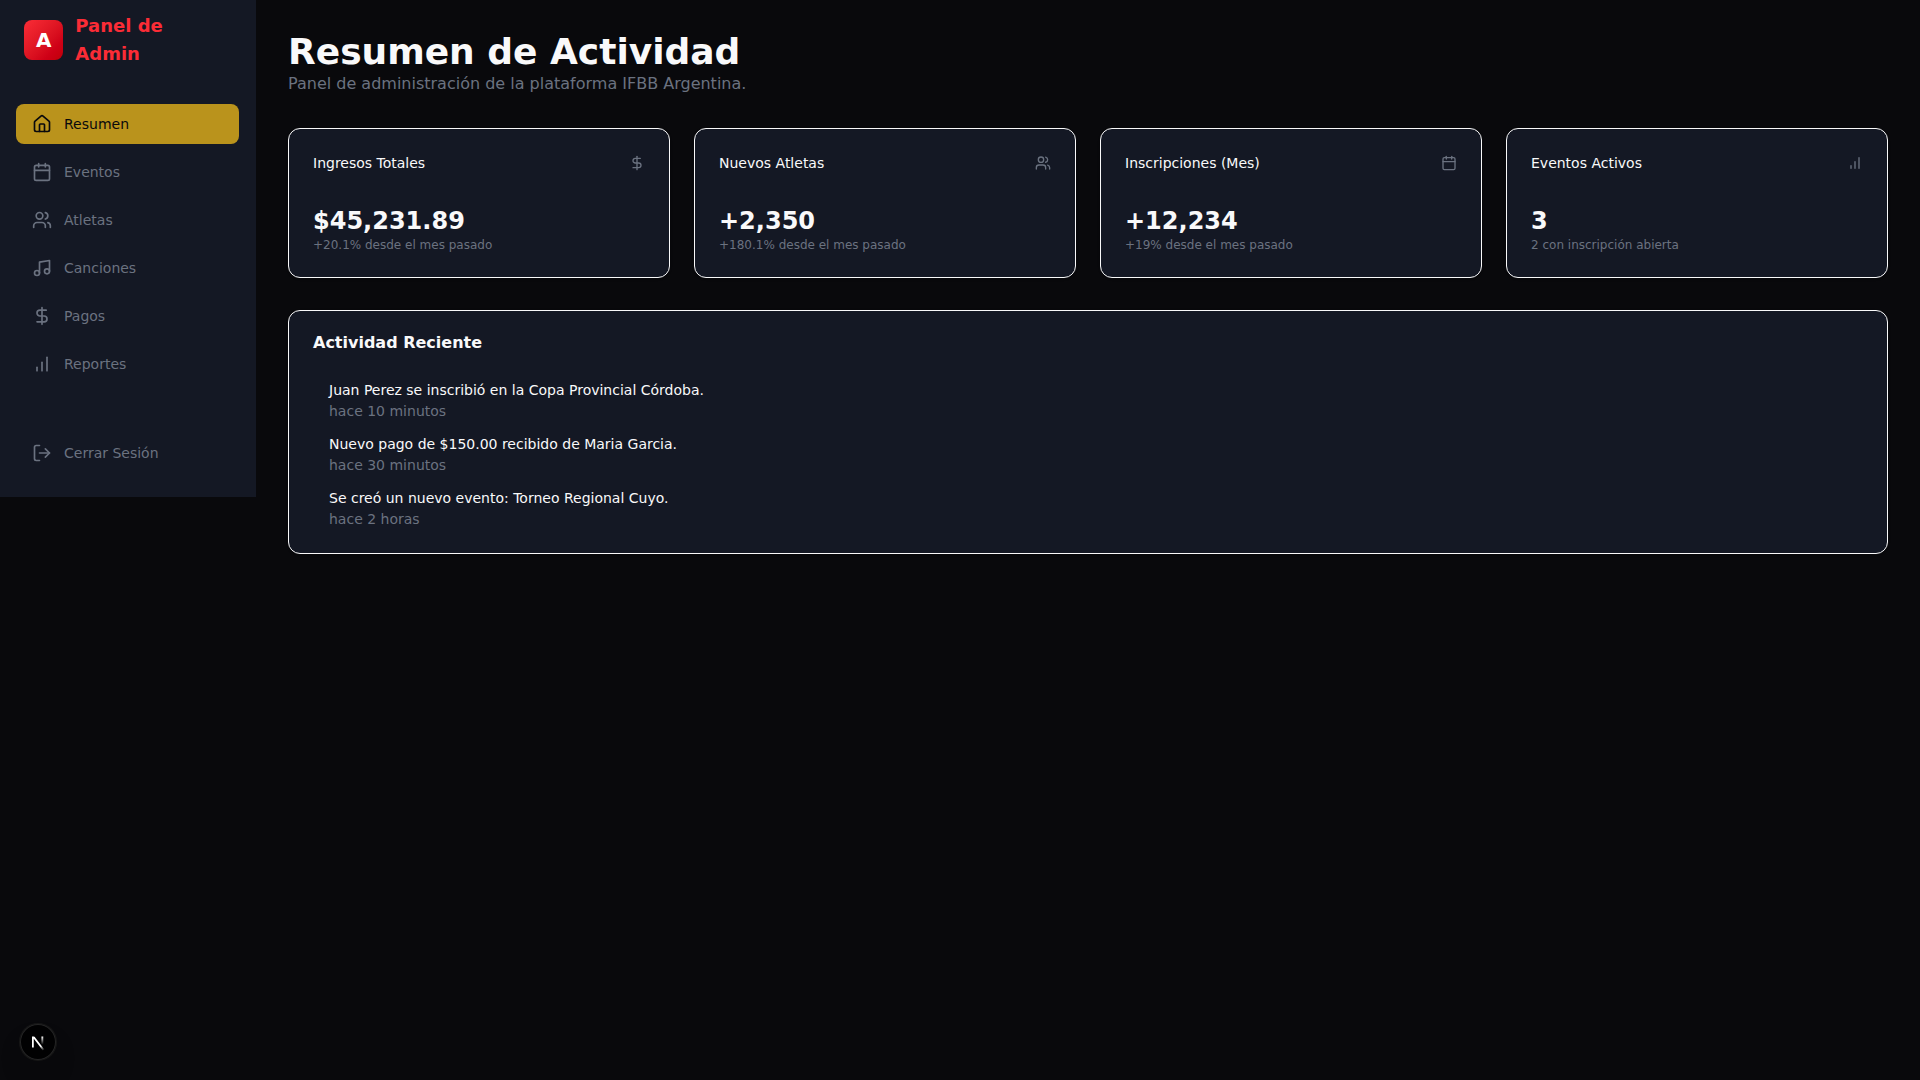 A
Panel de
Admin
Resumen
Eventos
Atletas
Canciones
Pagos
Reportes
Cerrar Sesión
Resumen de Actividad
Panel de administración de la plataforma IFBB Argentina.
Ingresos Totales
$45,231.89
+20.1% desde el mes pasado
Nuevos Atletas
+2,350
+180.1% desde el mes pasado
Inscripciones (Mes)
+12,234
+19% desde el mes pasado
Eventos Activos
3
2 con inscripción abierta
Actividad Reciente
Juan Perez se inscribió en la Copa Provincial Córdoba.
hace 10 minutos
Nuevo pago de $150.00 recibido de Maria Garcia.
hace 30 minutos
Se creó un nuevo evento: Torneo Regional Cuyo.
hace 2 horas
N